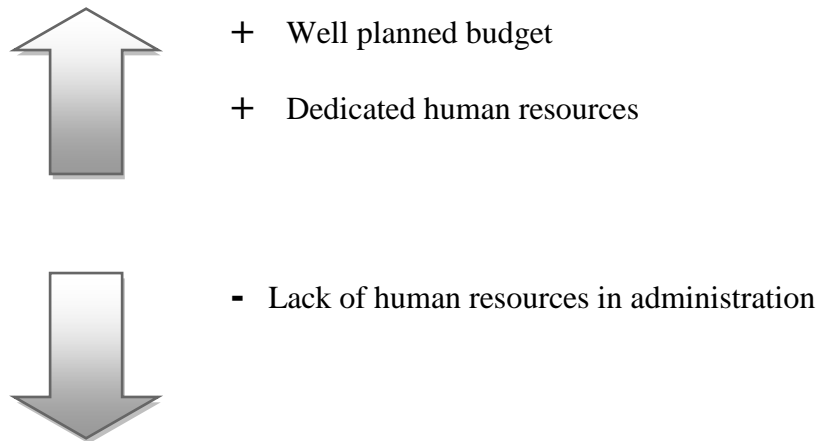 + Well planned budget
+ Dedicated human resources
- Lack of human resources in administration